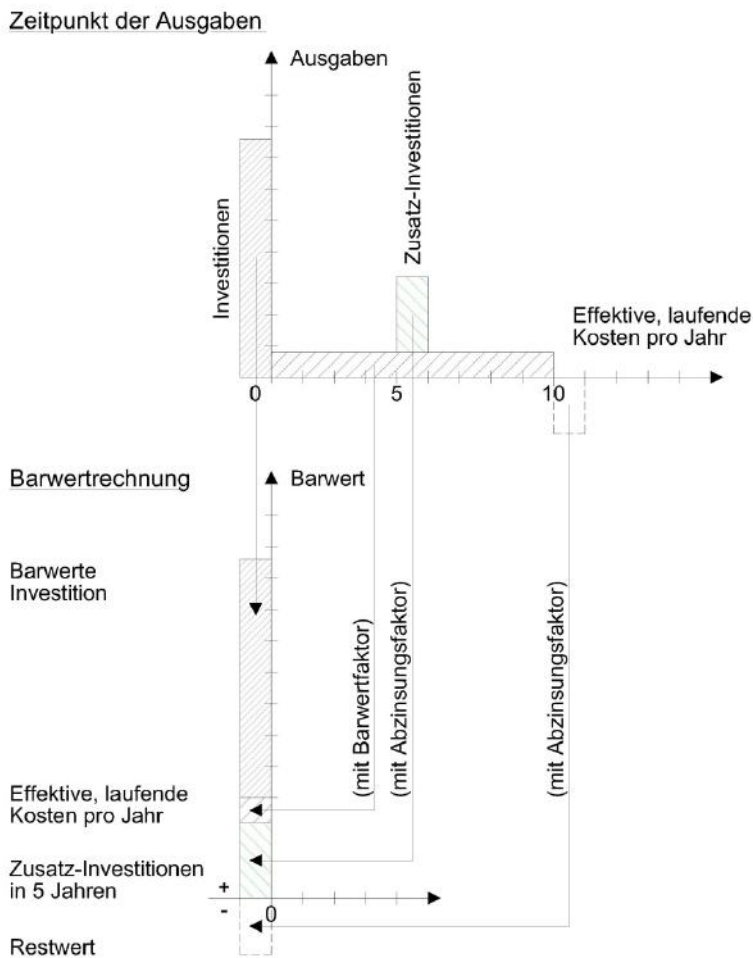 Zeitpunkt der Ausgaben
Ausgaben
Investitionen
Zusatz-Investitionen
Effektive, laufende
Kosten pro Jahr
0
5
10
Barwertrechnung
Barwert
Barwerte
Investition
(mit Barwertfaktor)
(mit Abzinsungsfaktor)
(mit Abzinsungsfaktor)
Effektive, laufende
Kosten pro Jahr
Zusatz-Investitionen
in 5 Jahren
+
-
0
Restwert